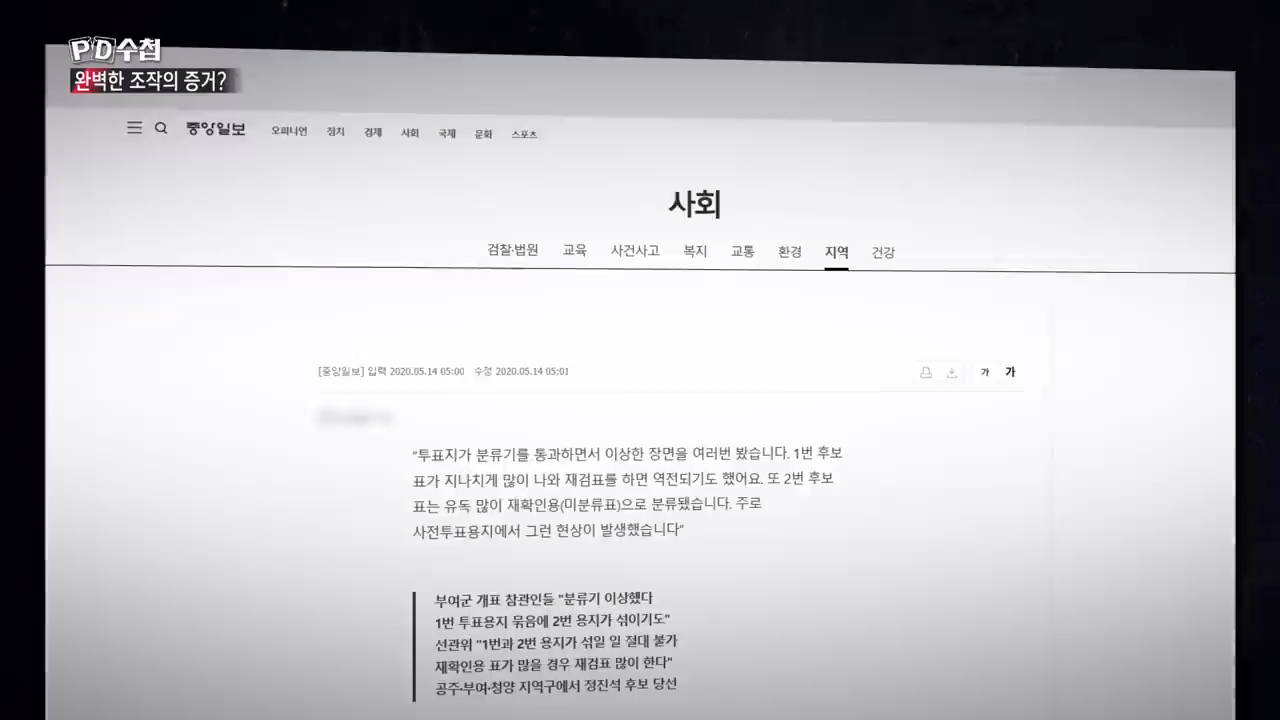 PD수첩
완벽한 조작의 증거?
중앙일보 오피니언 정치 경제 사회 국제 문화 스포츠
사회
검찰·법원 교육 사건사고 복지 교통 환경 지역 건강
[중앙일보] 입력 2020.05.14 05:00 수정 2020.05.14 05:01
가 가
"투표지가 분류기를 통과하면서 이상한 장면을 여러번 봤습니다. 1번 후보
표가 지나치게 많이 나와 재검표를 하면 역전되기도 했어요. 또 2번 후보
표는 유독 많이 재확인용(미분류표)으로 분류됐습니다. 주로
사전투표용지에서 그런 현상이 발생했습니다"
부여군 개표 참관인들 "분류기 이상했다
1번 투표용지 묶음에 2번 용지가 섞이기도"
선관위 "1번과 2번 용지가 섞일 일 절대 불가
재확인용 표가 많을 경우 재검표 많이 한다"
공주·부여·청양 지역구에서 정진석 후보 당선